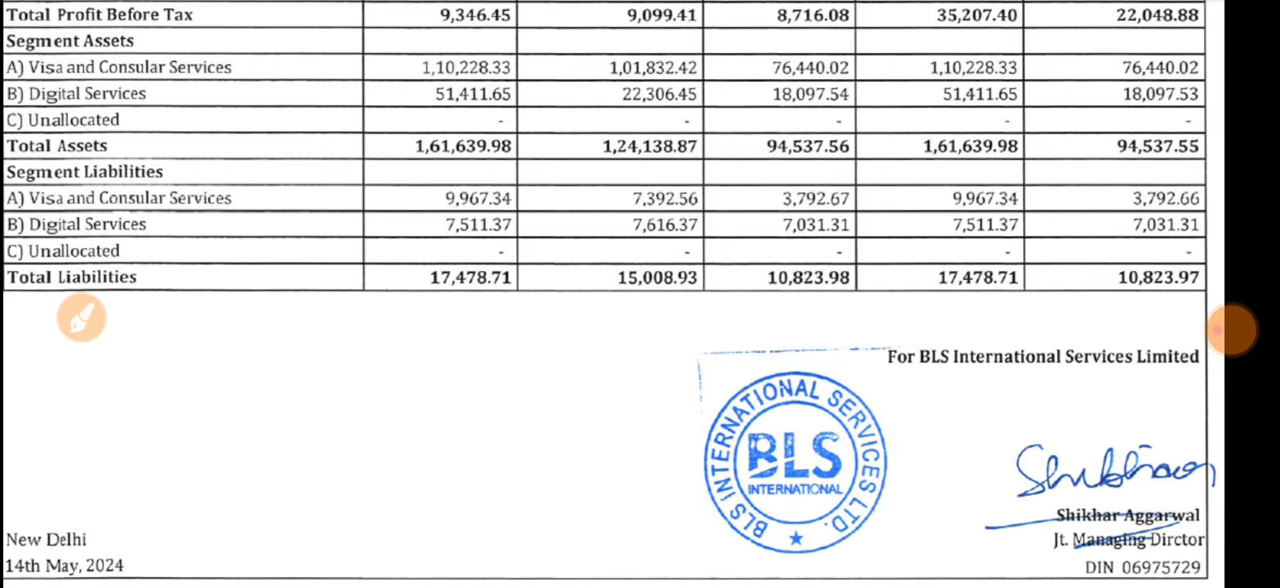 Total Profit Before Tax 9,346.45 9,099.41 8,716.08 35,207.40 22,048.88
Segment Assets
A) Visa and Consular Services 1,10,228.33 1,01,832.42 76,440.02 1,10,228.33 76,440.02
B) Digital Services 51,411.65 22,306.45 18,097.54 51,411.65 18,097.53
C) Unallocated - - - - -
Total Assets 1,61,639.98 1,24,138.87 94,537.56 1,61,639.98 94,537.55
Segment Liabilities
A) Visa and Consular Services 9,967.34 7,392.56 3,792.67 9,967.34 3,792.66
B) Digital Services 7,511.37 7,616.37 7,031.31 7,511.37 7,031.31
C) Unallocated - - - - -
Total Liabilities 17,478.71 15,008.93 10,823.98 17,478.71 10,823.97
For BLS International Services Limited
BLS INTERNATIONAL SERVICES LTD.
BLS
INTERNATIONAL
Shikhar Aggarwal
Jt. Managing Dirctor
DIN 06975729
New Delhi
14th May, 2024